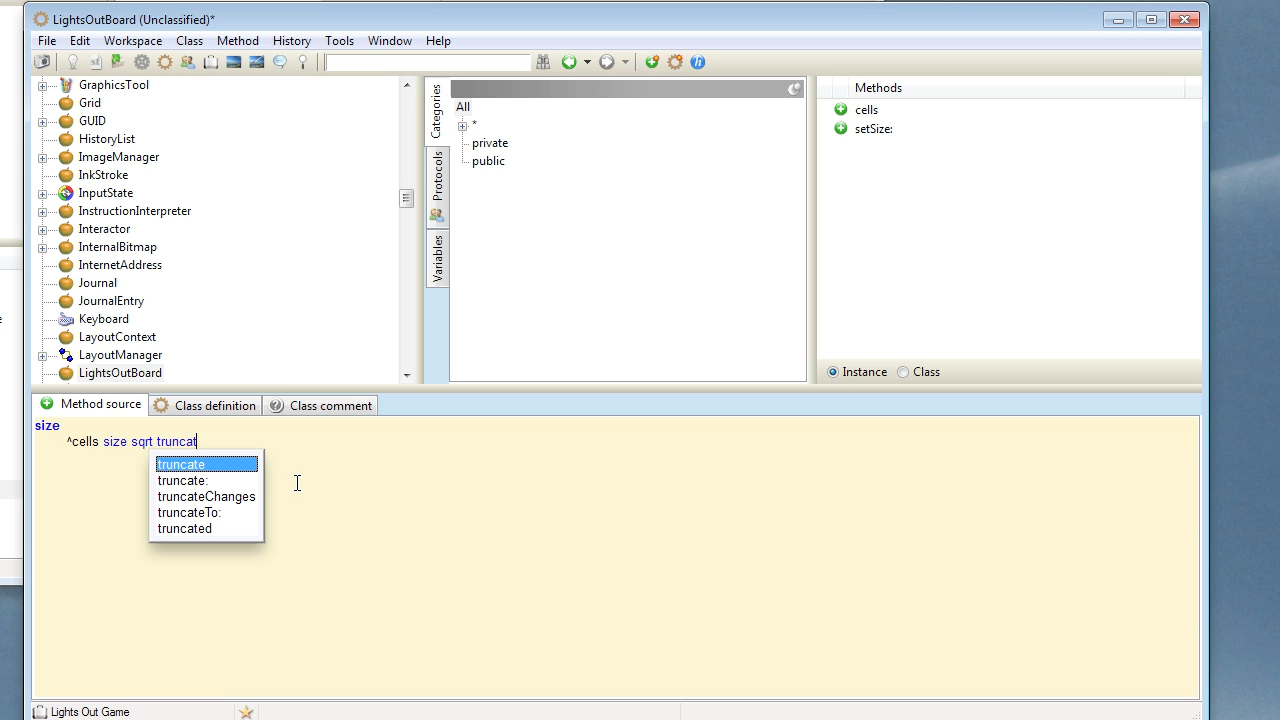 LightsOutBoard (Unclassified)*
File Edit Workspace Class Method History Tools Window Help
GraphicsTool
Grid
GUID
HistoryList
ImageManager
InkStroke
InputState
InstructionInterpreter
Interactor
InternalBitmap
InternetAddress
Journal
JournalEntry
Keyboard
LayoutContext
LayoutManager
LightsOutBoard
Categories
Protocols
Variables
All
*
private
public
Methods
cells
setSize:
Instance Class
Method source Class definition Class comment
size
^cells size sqrt truncat
truncate
truncate:
truncateChanges
truncateTo:
truncated
Lights Out Game